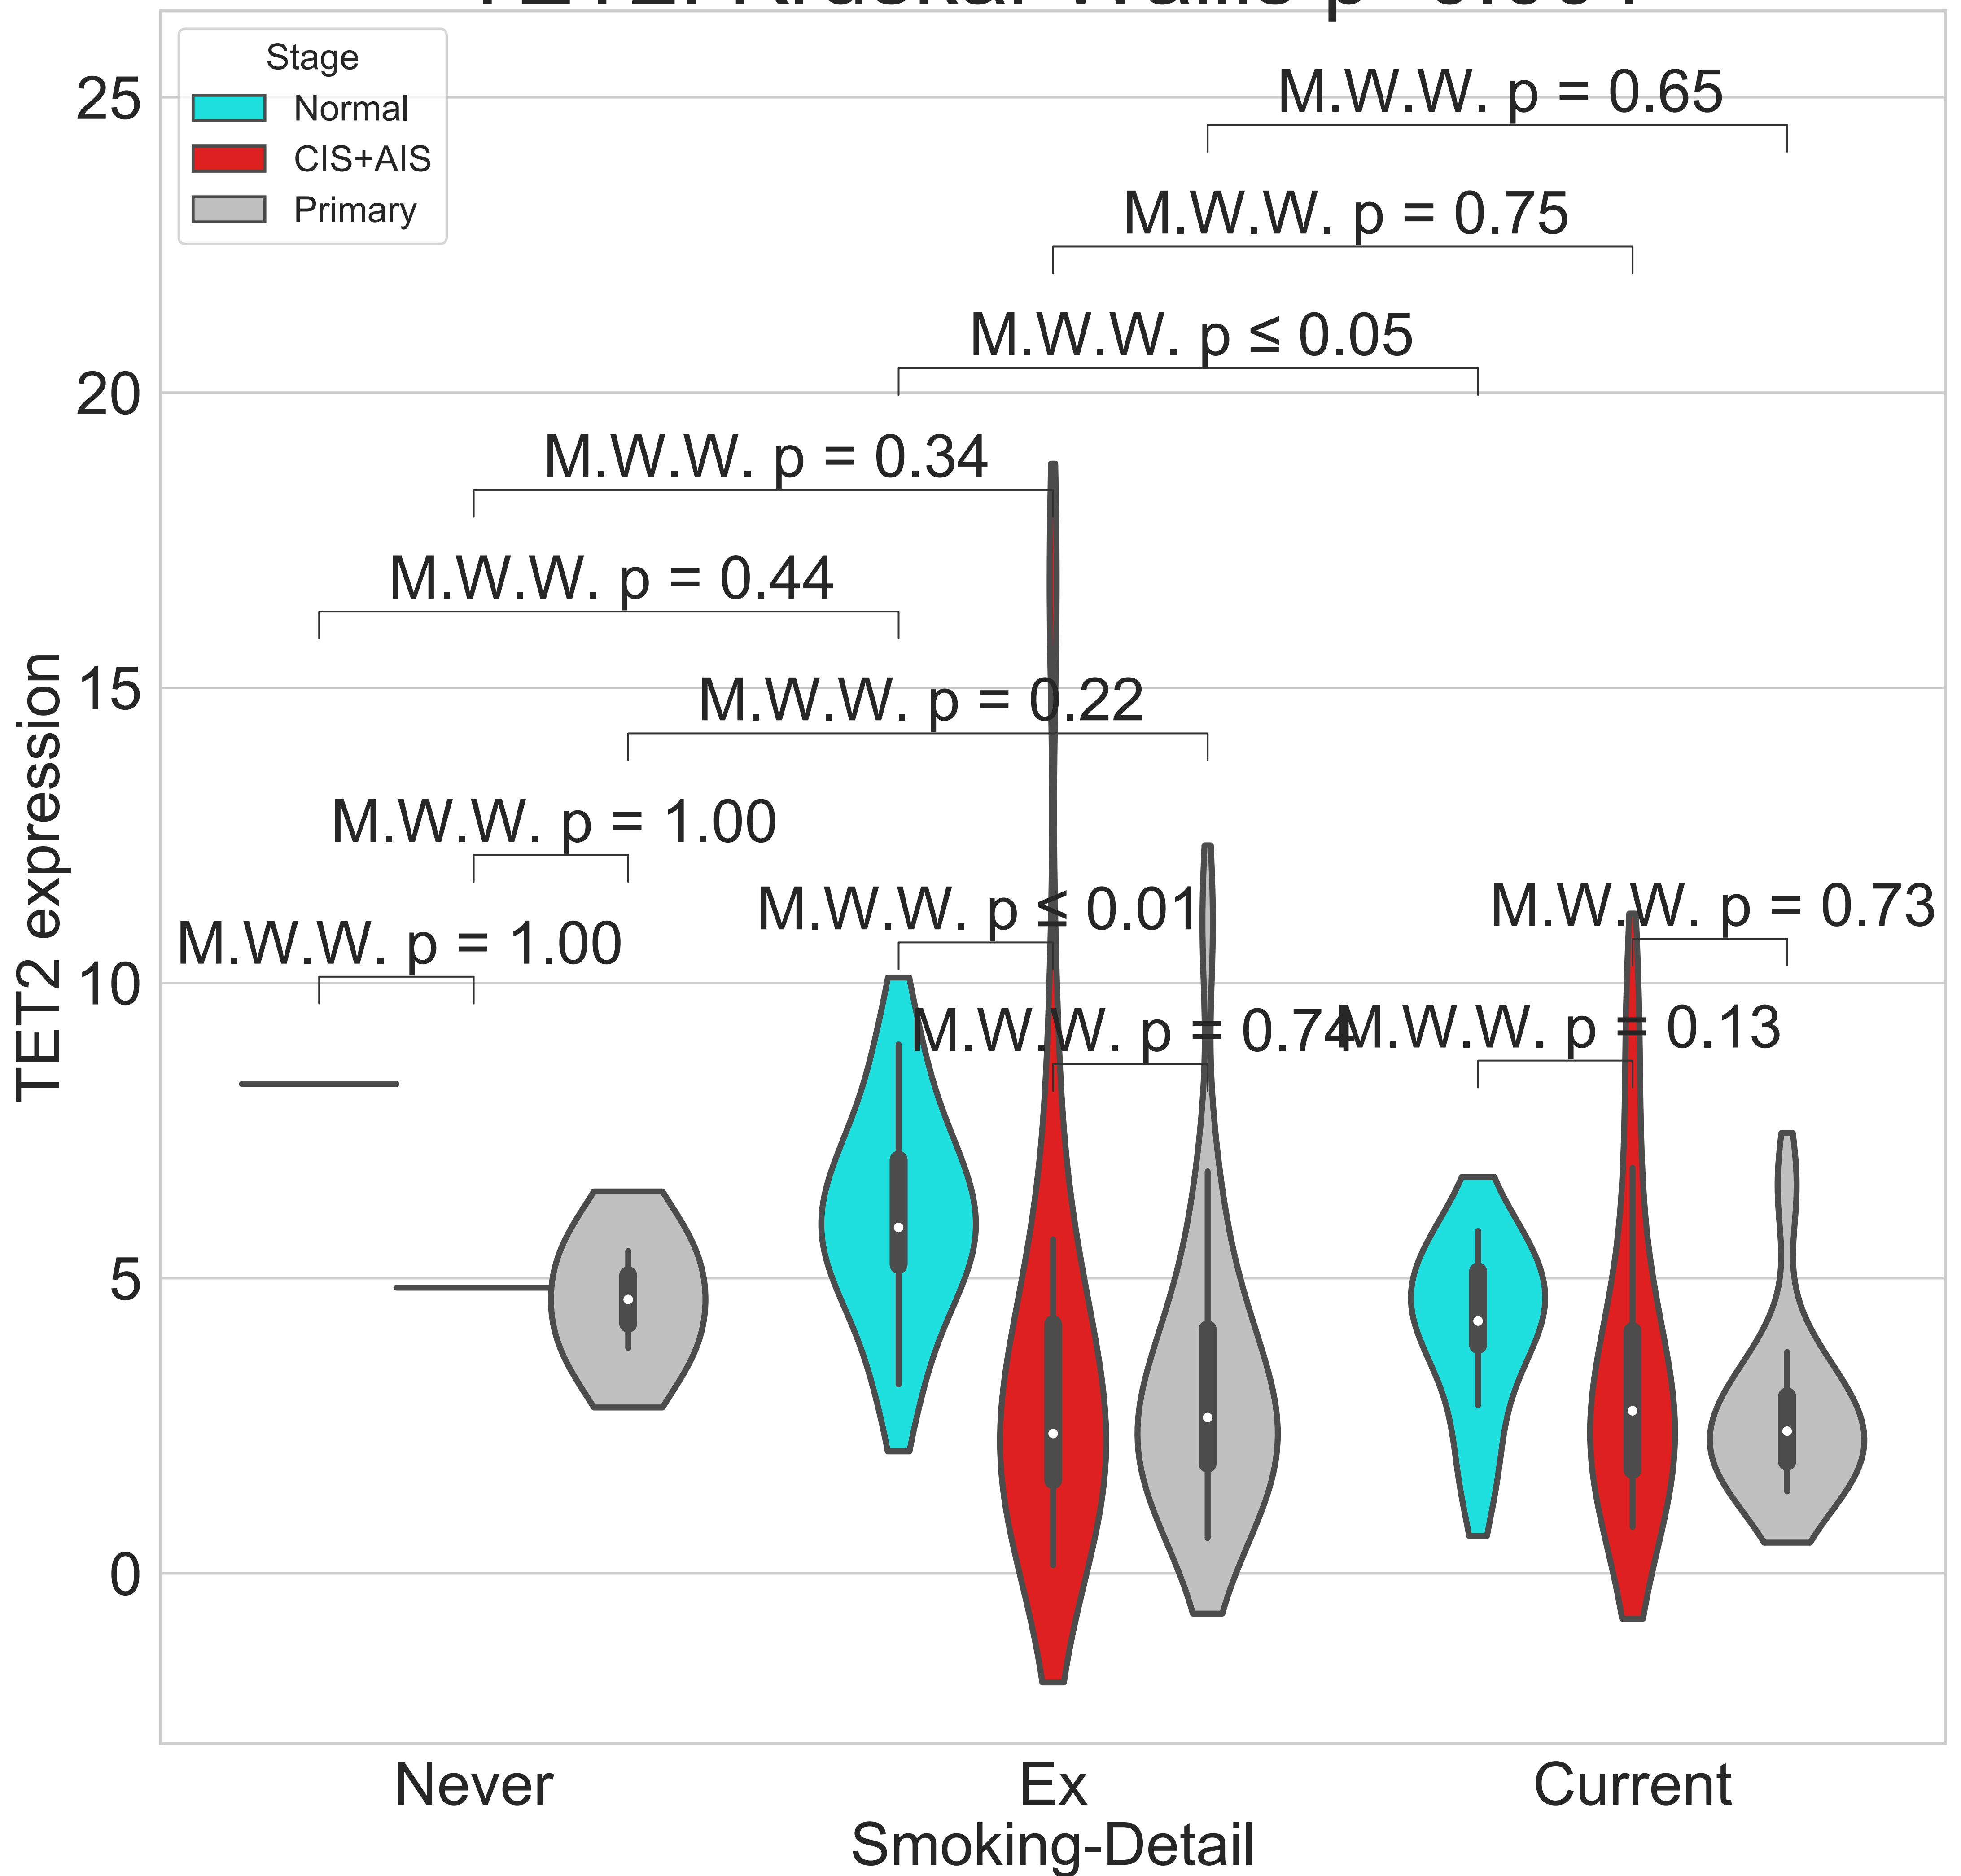 Stage
Normal
CIS+AIS
Primary
25
20
15
10
5
0
TET2 expression
M.W.W. p = 0.65
M.W.W. p = 0.75
M.W.W. p ≤ 0.05
M.W.W. p = 0.34
M.W.W. p = 0.44
M.W.W. p = 0.22
M.W.W. p = 1.00
M.W.W. p ≤ 0.01
M.W.W. p = 0.73
M.W.W. p = 1.00
M.W.W. p = 0.74
M.W.W. p = 0.13
Never
Ex
Current
Smoking-Detail